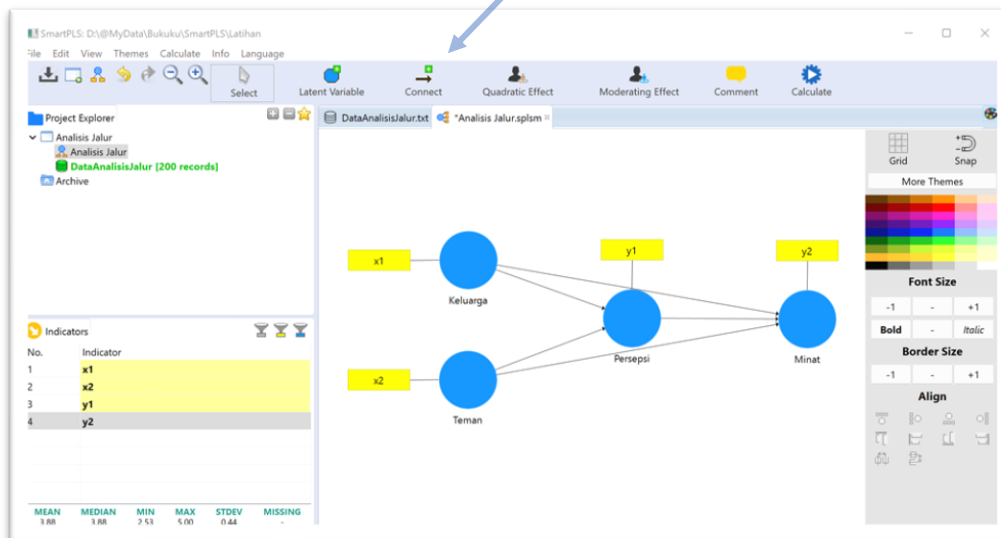 SmartPLS: D:\@MyData\Bukuku\SmartPLS\Latihan
File Edit View Themes Calculate Info Language
Select
Latent Variable
Connect
Quadratic Effect
Moderating Effect
Comment
Calculate
Project Explorer
Analisis Jalur
Analisis Jalur
DataAnalisisJalur [200 records]
Archive
Indicators
No. Indicator
1 x1
2 x2
3 y1
4 y2
MEAN MEDIAN MIN MAX STDEV MISSING
3.88 3.88 2.53 5.00 0.44 -
DataAnalisisJalur.txt *Analisis Jalur.splsm
x1
Keluarga
x2
Teman
y1
Persepsi
y2
Minat
Grid Snap
More Themes
Font Size
-1 - +1
Bold - Italic
Border Size
-1 - +1
Align